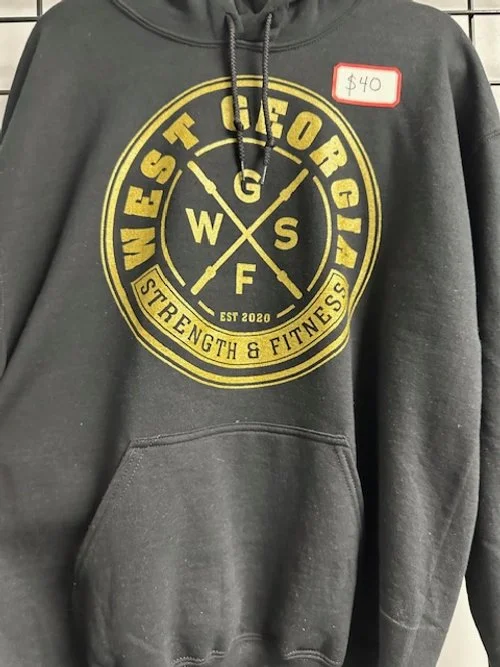 $40
WEST GEORGIA
G
W S
F
EST 2020
STRENGTH & FITNESS